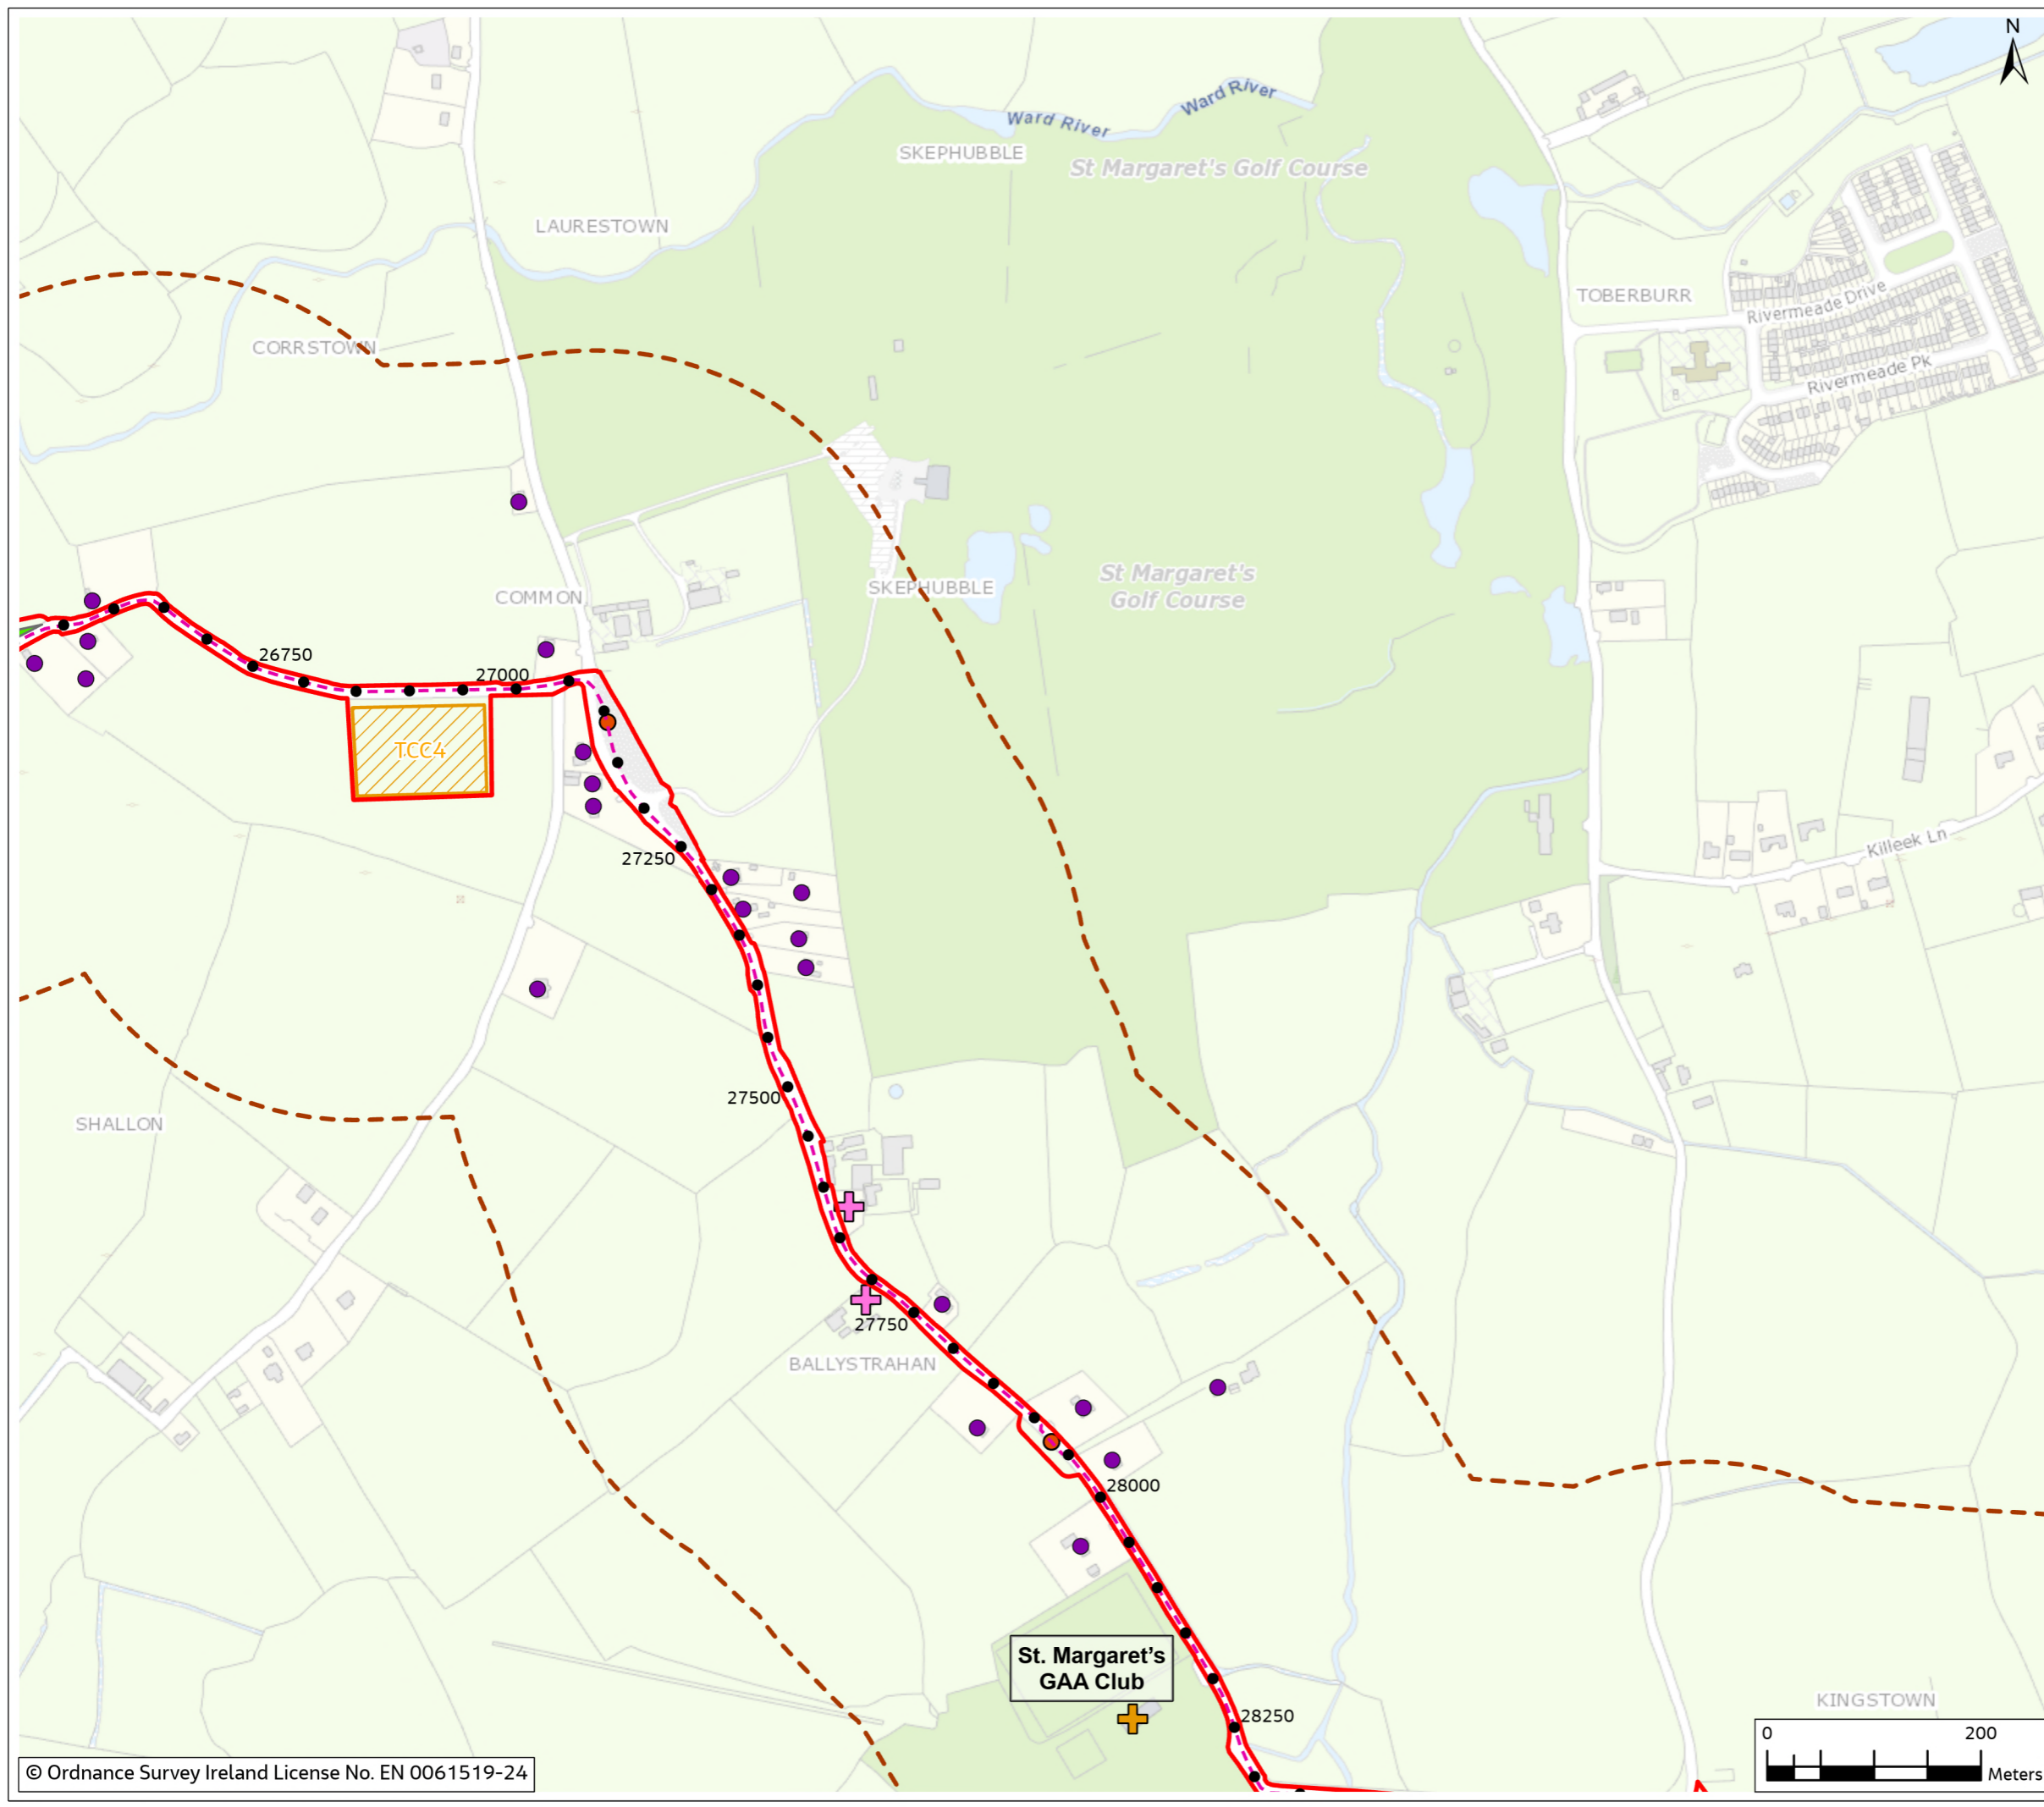 N
Ward River
Ward River
SKEPHUBBLE
St Margaret's Golf Course
LAURESTOWN
TOBERBURR
Rivermeade Drive
CORRSTOWN
Rivermeade Pk
St Margaret's
Golf Course
SKEPHUBBLE
COMMON
26750
27000
TCC4
Killeek Ln
27250
27500
SHALLON
27750
BALLYSTRAHAN
28000
St. Margaret's
GAA Club
KINGSTOWN
28250
0 200
Meters
© Ordnance Survey Ireland License No. EN 0061519-24